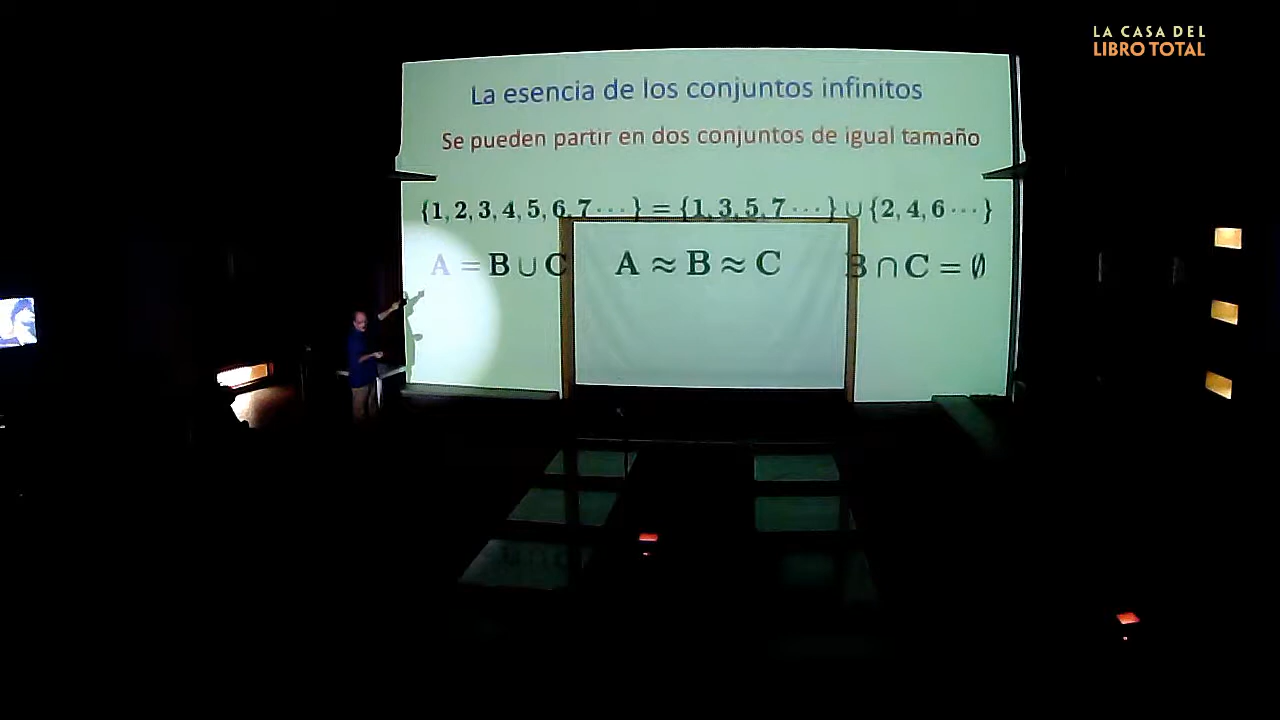 LA CASA DEL
LIBRO TOTAL
La esencia de los conjuntos infinitos
Se pueden partir en dos conjuntos de igual tamaño
{1, 2, 3, 4, 5, 6, 7 ⋯ } = {1, 3, 5, 7 ⋯ } ∪ {2, 4, 6 ⋯ }
A = B ∪ C A ≈ B ≈ C B ∩ C = ∅